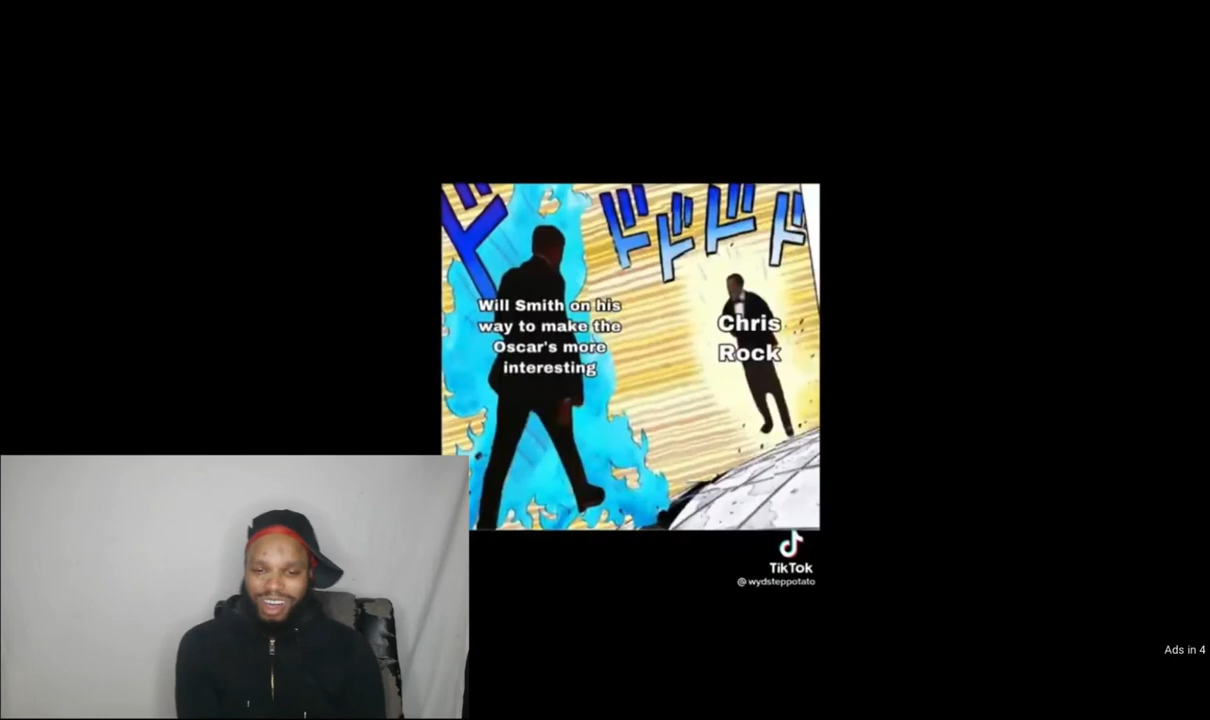 ド ドドドド
Will Smith on his
way to make the
Oscar's more
interesting
Chris
Rock
TikTok
@wydsteppotato
Ads in 4